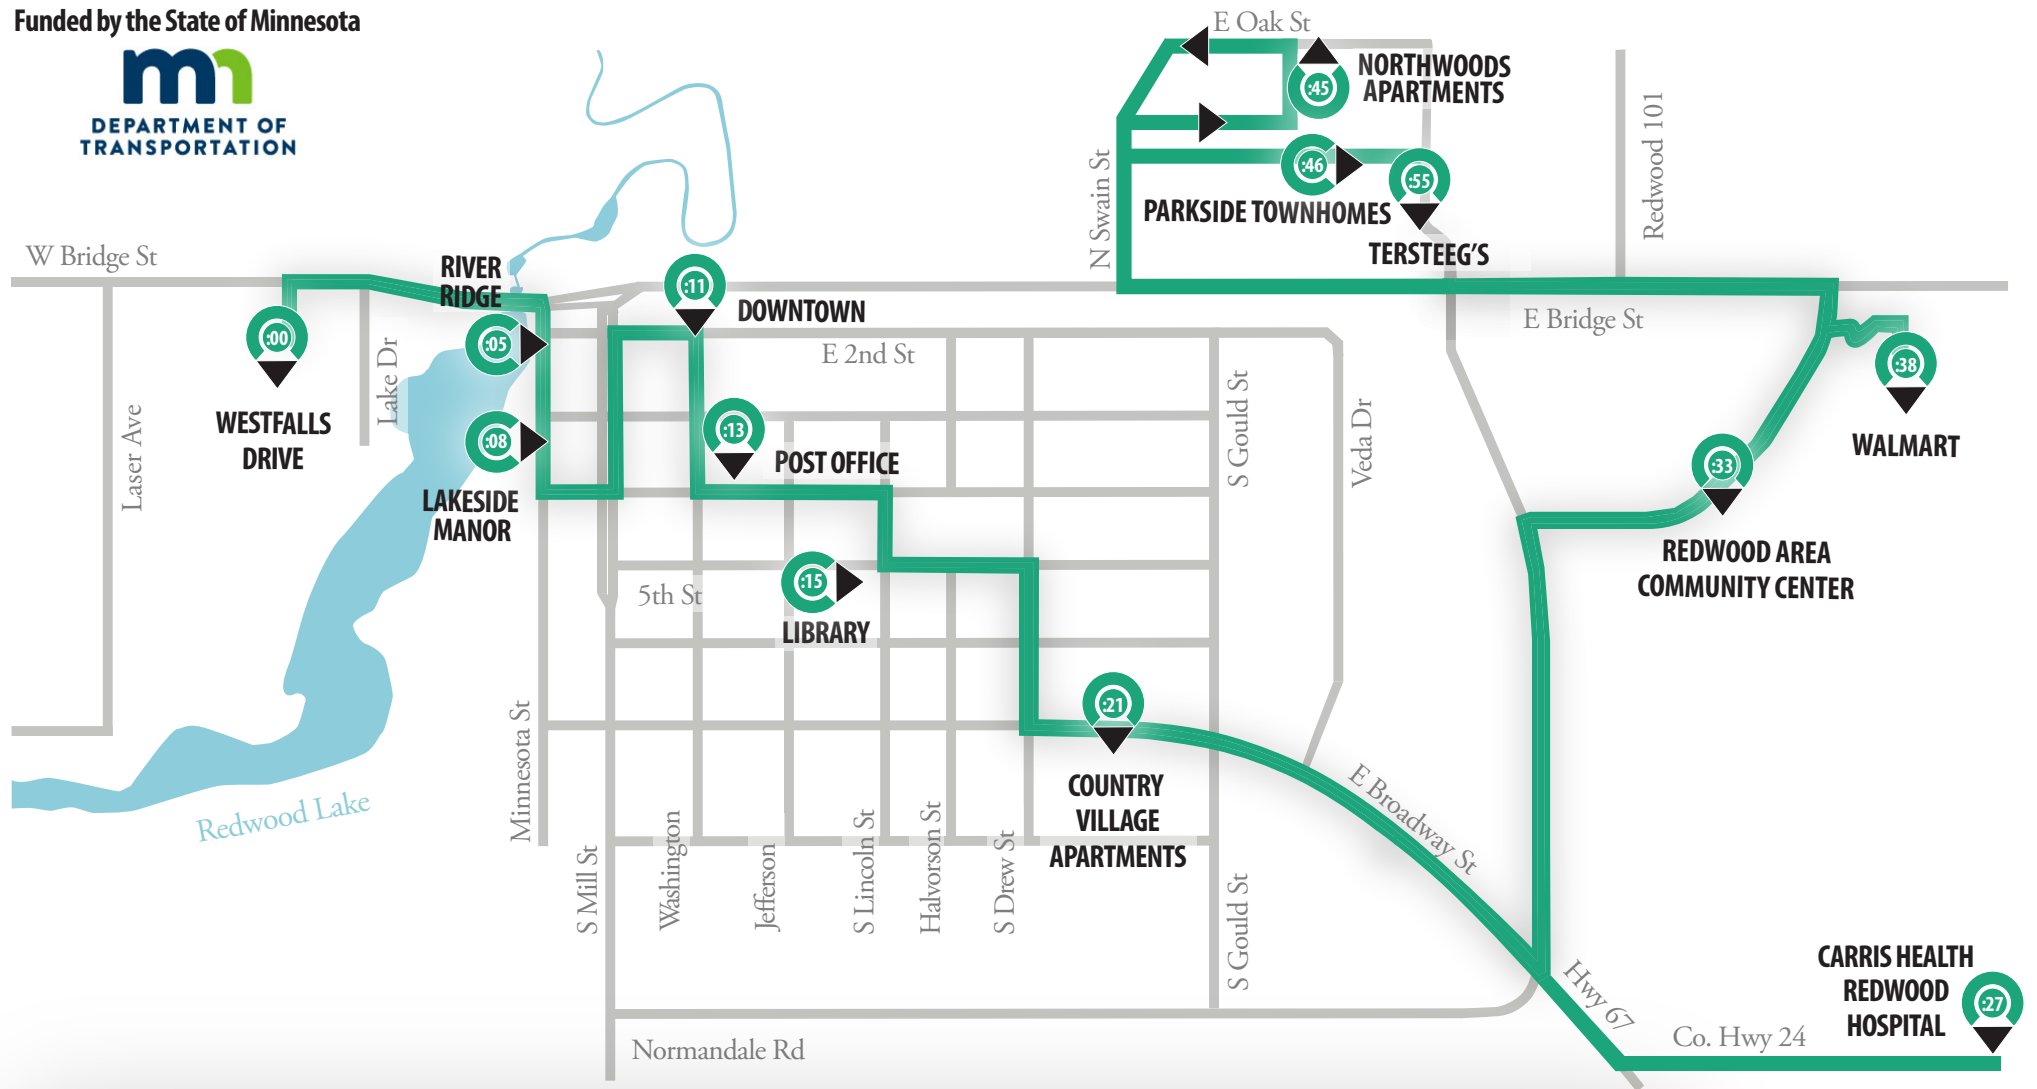 Funded by the State of Minnesota
mn
DEPARTMENT OF
TRANSPORTATION
E Oak St
:45
NORTHWOODS
APARTMENTS
Redwood 101
N Swain St
:46
:55
PARKSIDE TOWNHOMES
TERSTEEG'S
W Bridge St
RIVER
RIDGE
:11
DOWNTOWN
E Bridge St
:00
:05
Lake Dr
E 2nd St
:38
WALMART
WESTFALLS
DRIVE
Laser Ave
:08
LAKESIDE
MANOR
:13
POST OFFICE
S Gould St
Veda Dr
:33
REDWOOD AREA
COMMUNITY CENTER
5th St
:15
LIBRARY
:21
COUNTRY
VILLAGE
APARTMENTS
E Broadway St
Redwood Lake
Minnesota St
S Mill St
Washington
Jefferson
S Lincoln St
Halvorson St
S Drew St
S Gould St
Normandale Rd
Hwy 67
CARRIS HEALTH
REDWOOD
HOSPITAL
:27
Co. Hwy 24